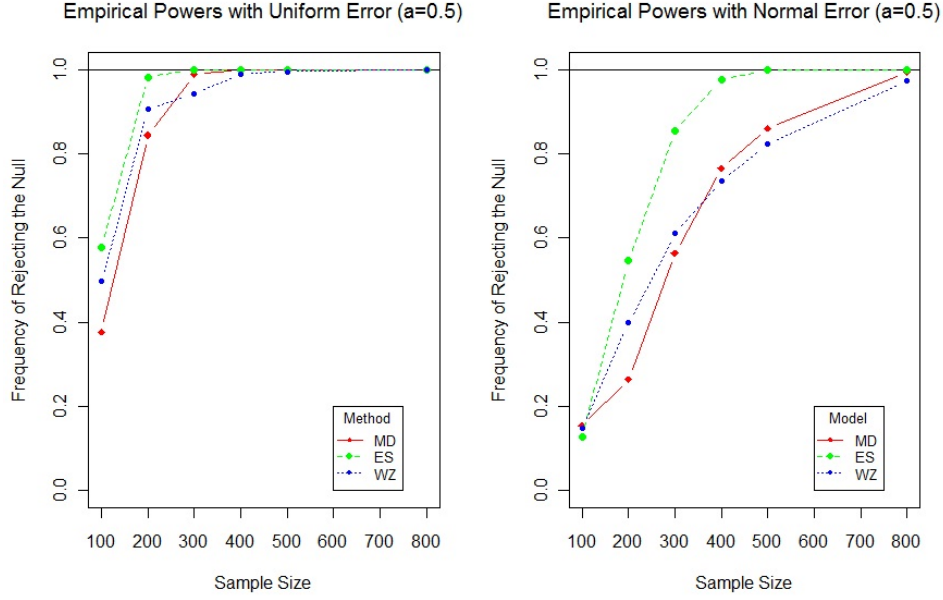 Empirical Powers with Uniform Error (a=0.5)
Frequency of Rejecting the Null
1.0
0.8
0.6
0.4
0.2
0.0
Method
MD
ES
WZ
100 200 300 400 500 600 700 800
Sample Size
Empirical Powers with Normal Error (a=0.5)
Frequency of Rejecting the Null
1.0
0.8
0.6
0.4
0.2
0.0
Model
MD
ES
WZ
100 200 300 400 500 600 700 800
Sample Size